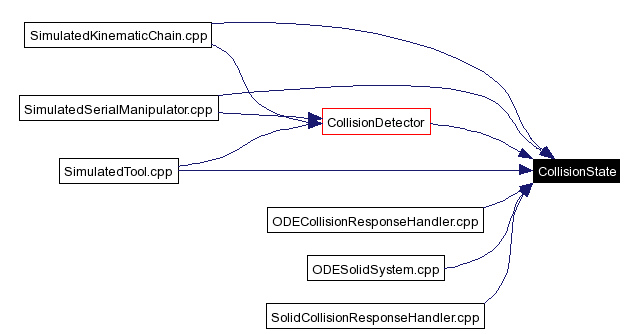 SimulatedKinematicChain.cpp
SimulatedSerialManipulator.cpp
CollisionDetector
SimulatedTool.cpp
CollisionState
ODECollisionResponseHandler.cpp
ODESolidSystem.cpp
SolidCollisionResponseHandler.cpp